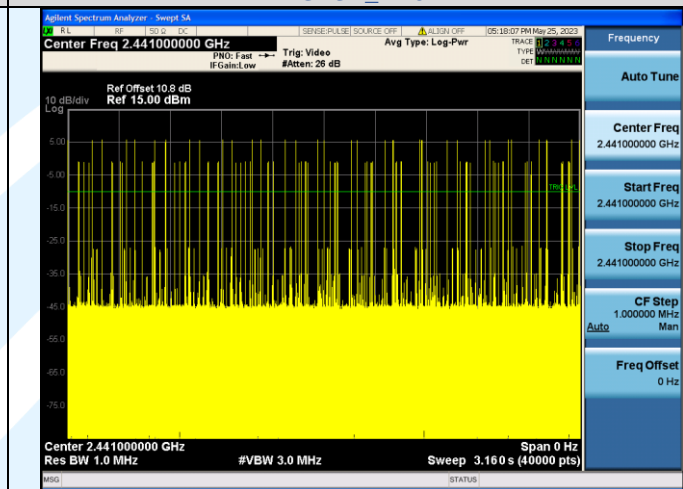 Agilent Spectrum Analyzer - Swept SA
RL RF 50 Ω DC SENSE:PULSE SOURCE OFF ALIGN OFF 05:18:07 PM May 25, 2023
Center Freq 2.441000000 GHz
PNO: Fast
IFGain:Low
Trig: Video
#Atten: 26 dB
Avg Type: Log-Pwr
TRACE 1 2 3 4 5 6
TYPE
DET N N N N N N
Ref Offset 10.8 dB
10 dB/div Ref 15.00 dBm
Log
5.00
-5.00
-15.0
-25.0
-35.0
-45.0
-55.0
-65.0
-75.0
Center 2.441000000 GHz Span 0 Hz
Res BW 1.0 MHz #VBW 3.0 MHz Sweep 3.160 s (40000 pts)
MSG STATUS
Frequency
Auto Tune
Center Freq
2.441000000 GHz
Start Freq
2.441000000 GHz
Stop Freq
2.441000000 GHz
CF Step
1.000000 MHz
Auto Man
Freq Offset
0 Hz